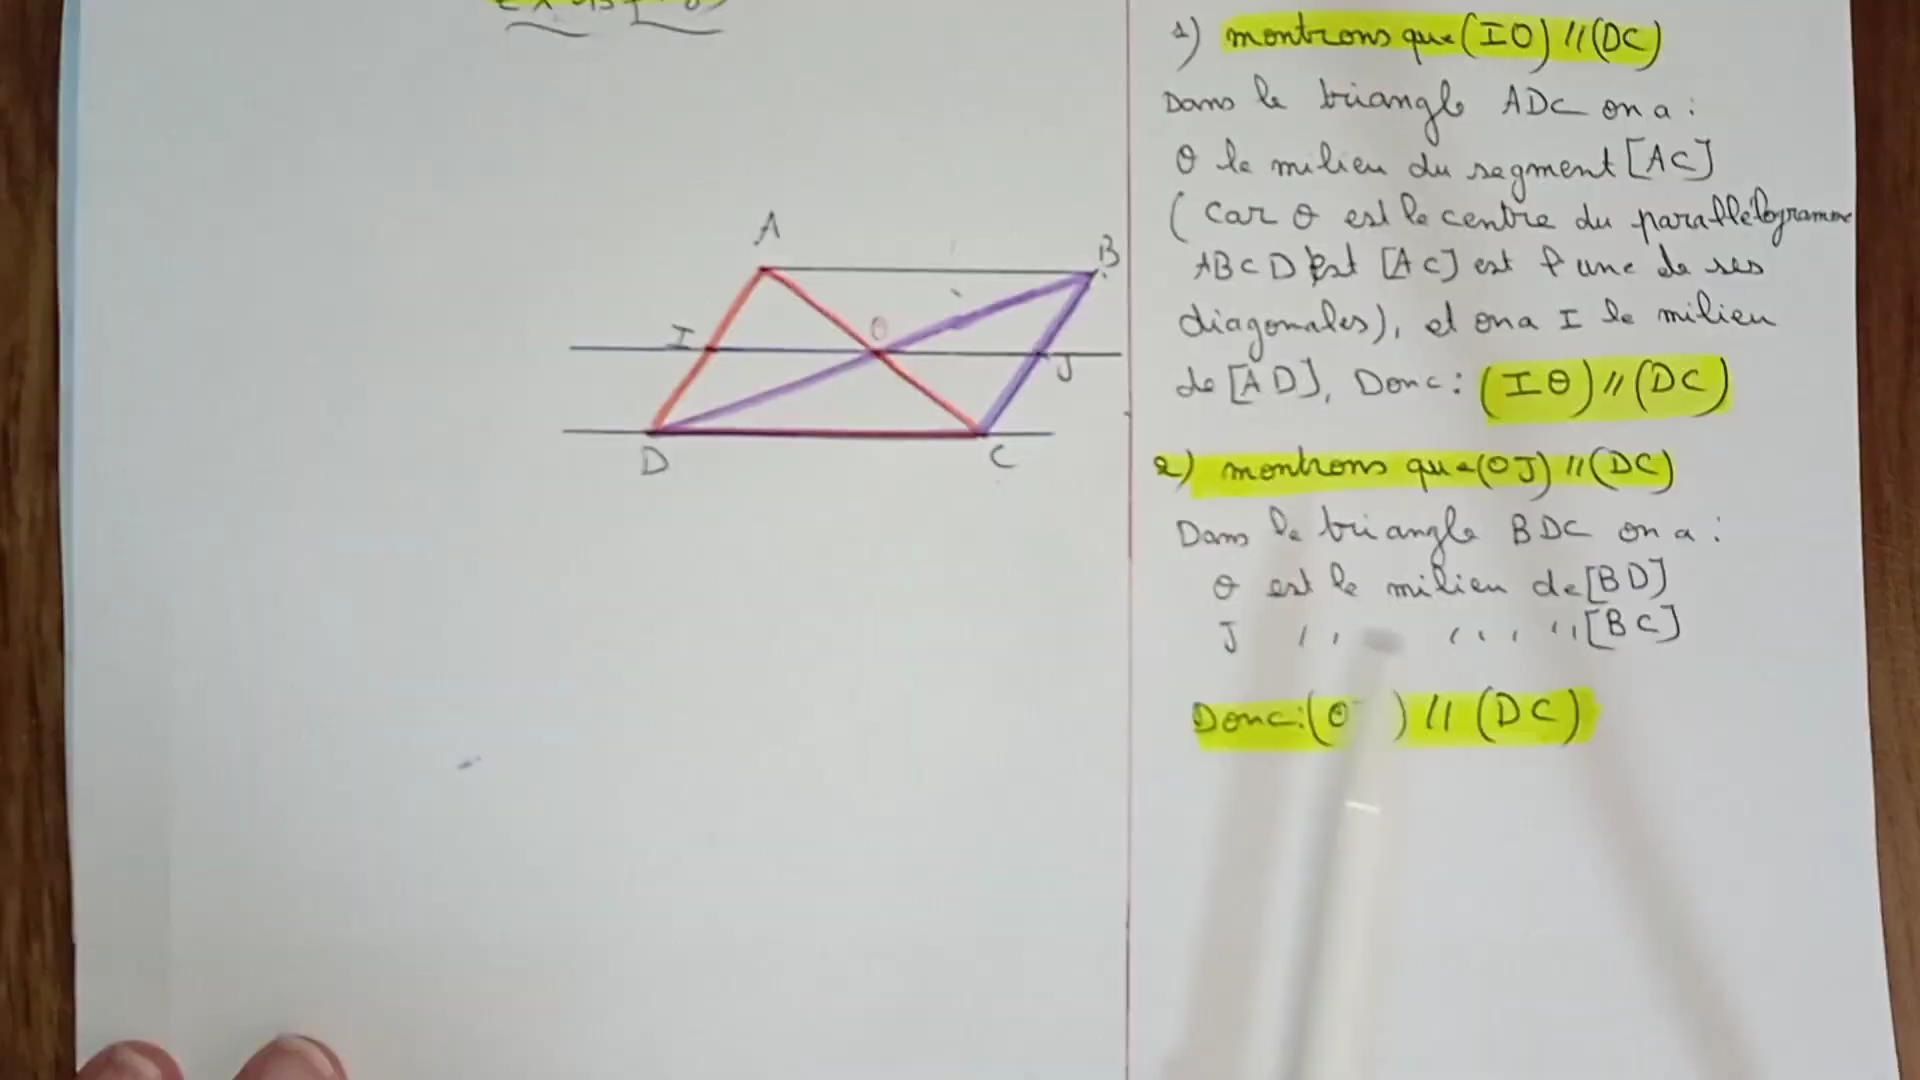 A
B
I
O
J
D
C
1) montrons que (IO) // (DC)
Dans le triangle ADC on a :
O le milieu du segment [AC]
( Car O est le centre du parallélogramme
ABCD et [AC] est l'une de ses
diagonales), et on a I le milieu
de [AD], Donc : (IO) // (DC)
2) montrons que (OJ) // (DC)
Dans le triangle BDC on a :
O est le milieu de [BD]
J '' '' '' '' [BC]
Donc : (O ) // (DC)